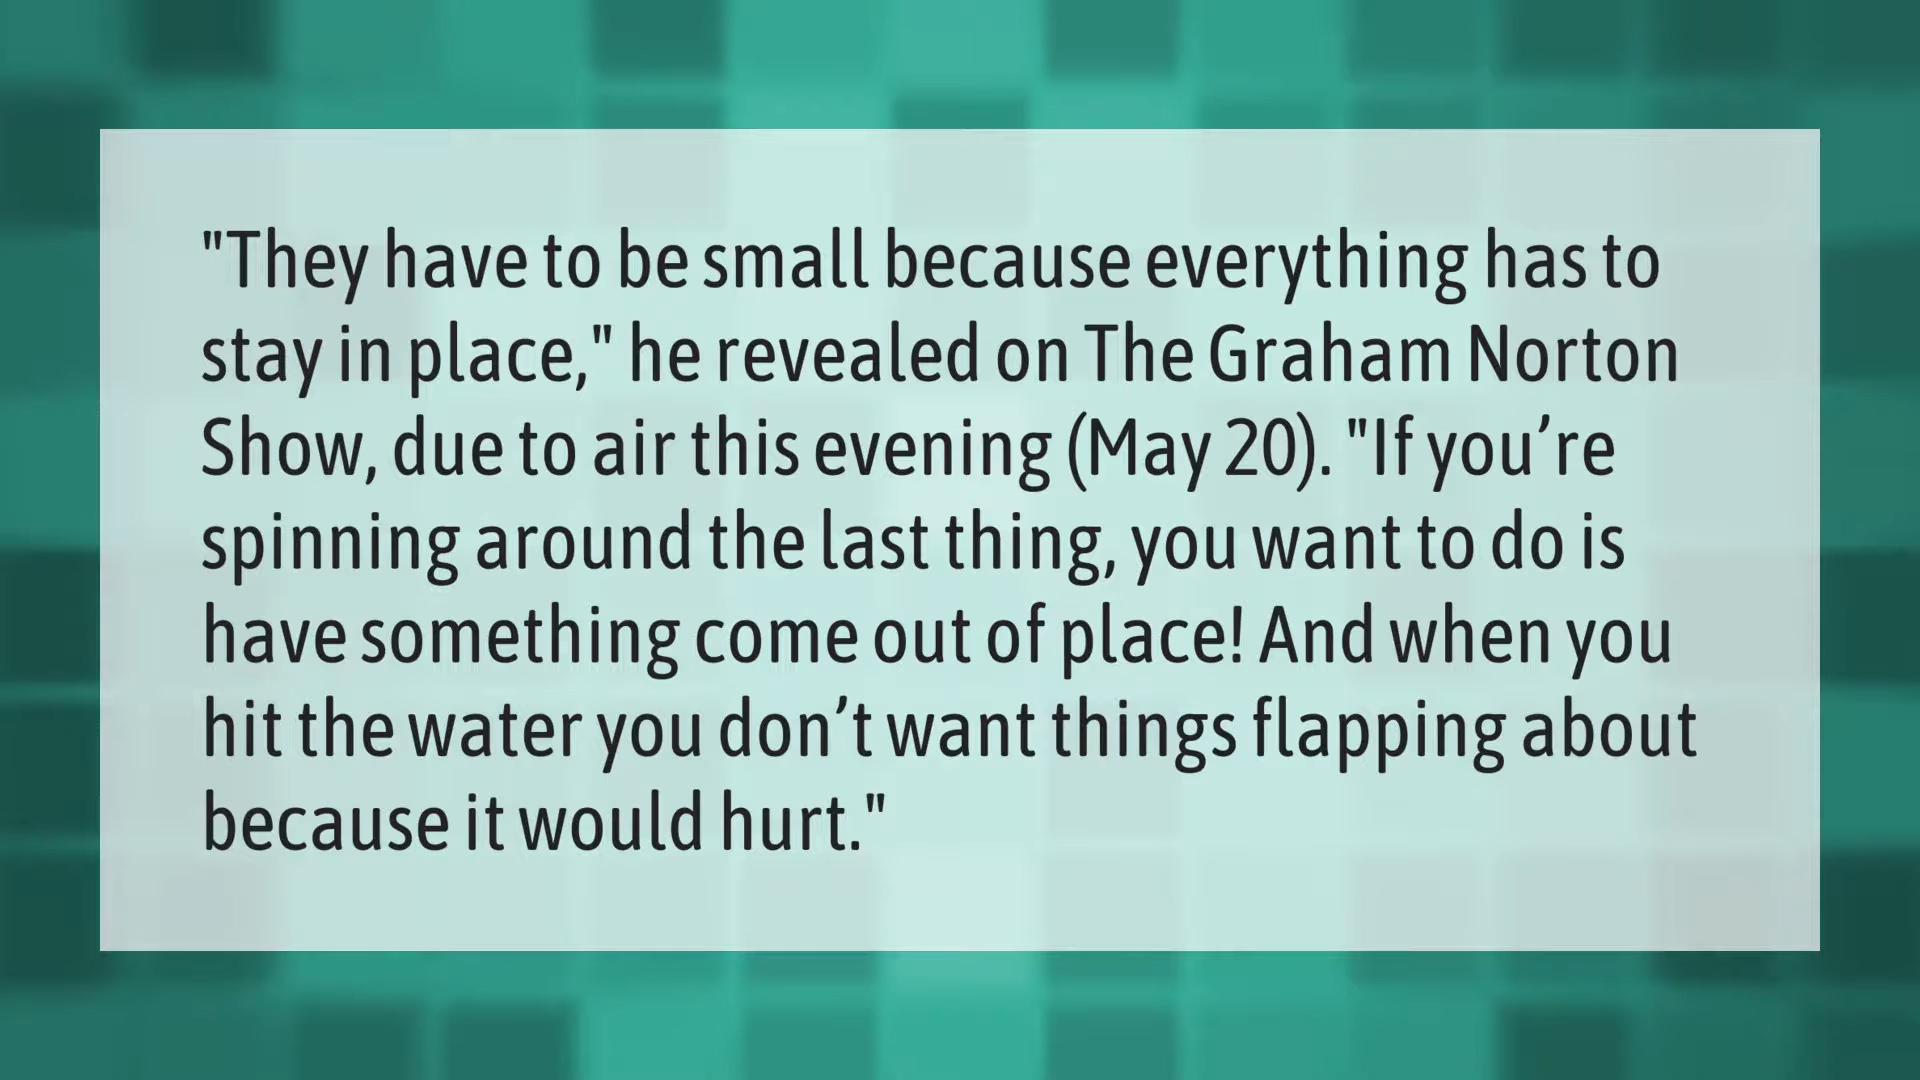 "They have to be small because everything has to
stay in place," he revealed on The Graham Norton
Show, due to air this evening (May 20). "If you’re
spinning around the last thing, you want to do is
have something come out of place! And when you
hit the water you don’t want things flapping about
because it would hurt."